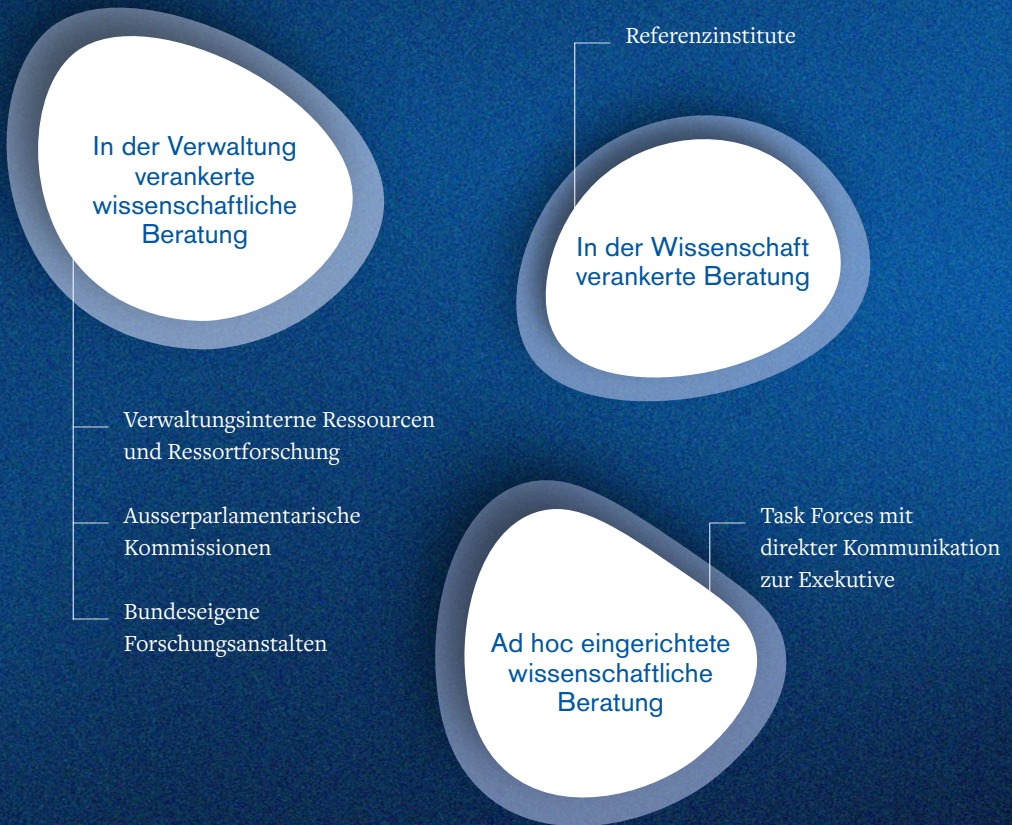 In der Verwaltung
verankerte
wissenschaftliche
Beratung
Verwaltungsinterne Ressourcen
und Ressortforschung
Ausserparlamentarische
Kommissionen
Bundeseigene
Forschungsanstalten
Referenzinstitute
In der Wissenschaft
verankerte Beratung
Task Forces mit
direkter Kommunikation
zur Exekutive
Ad hoc eingerichtete
wissenschaftliche
Beratung